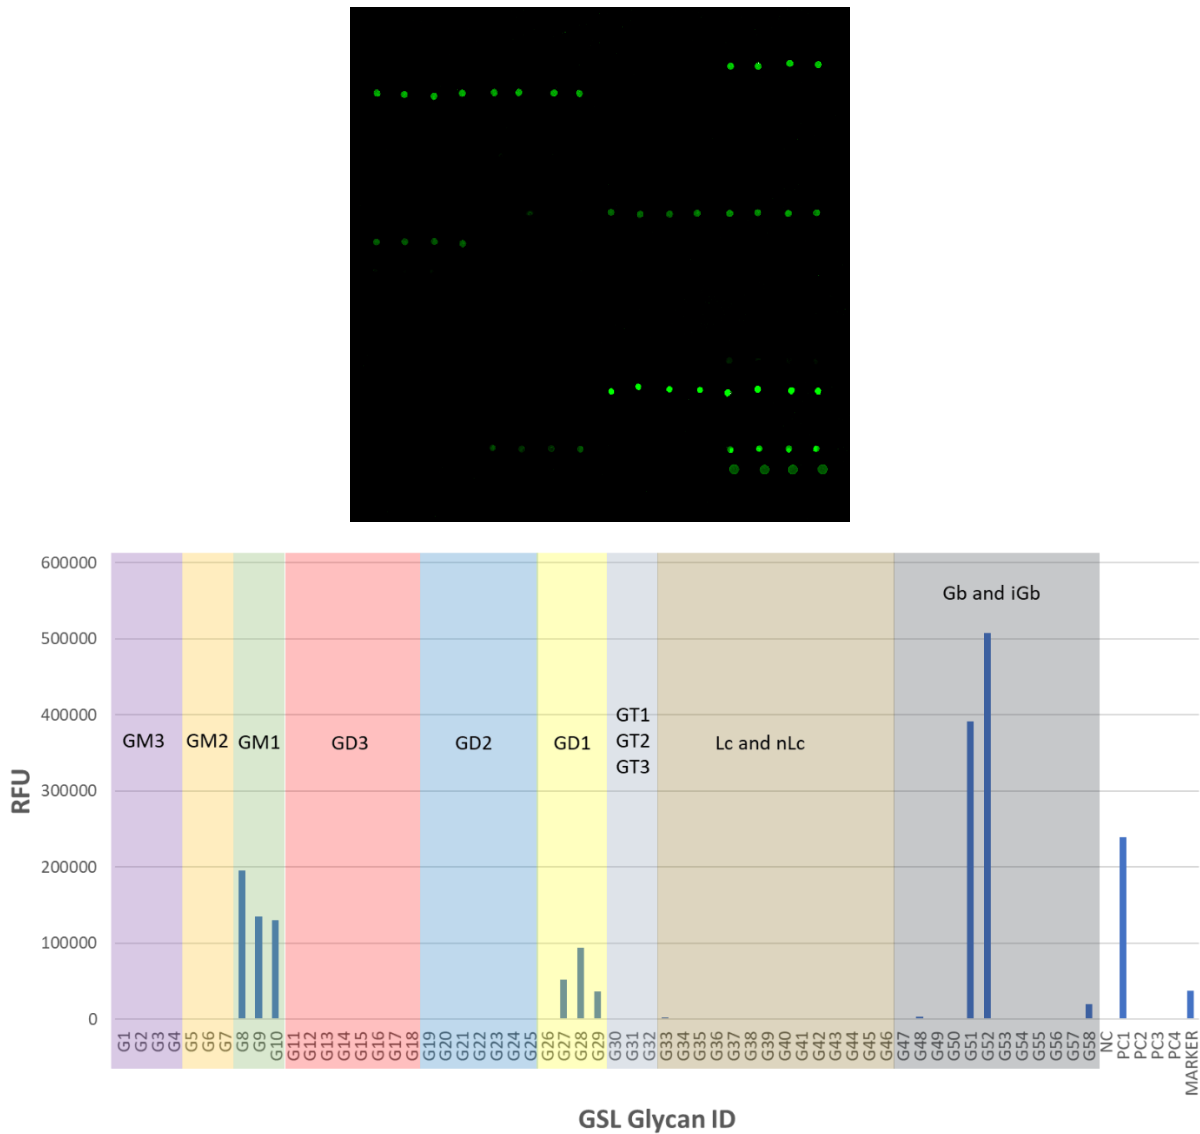 600000
500000
400000
300000
200000
100000
0
RFU
GM3
GM2
GM1
GD3
GD2
GD1
GT1
GT2
GT3
Lc and nLc
Gb and iGb
G1
G2
G3
G4
G5
G6
G7
G8
G9
G10
G11
G12
G13
G14
G15
G16
G17
G18
G19
G20
G21
G22
G23
G24
G25
G26
G27
G28
G29
G30
G31
G32
G33
G34
G35
G36
G37
G38
G39
G40
G41
G42
G43
G44
G45
G46
G47
G48
G49
G50
G51
G52
G53
G54
G55
G56
G57
G58
NC
PC1
PC2
PC3
PC4
MARKER
GSL Glycan ID